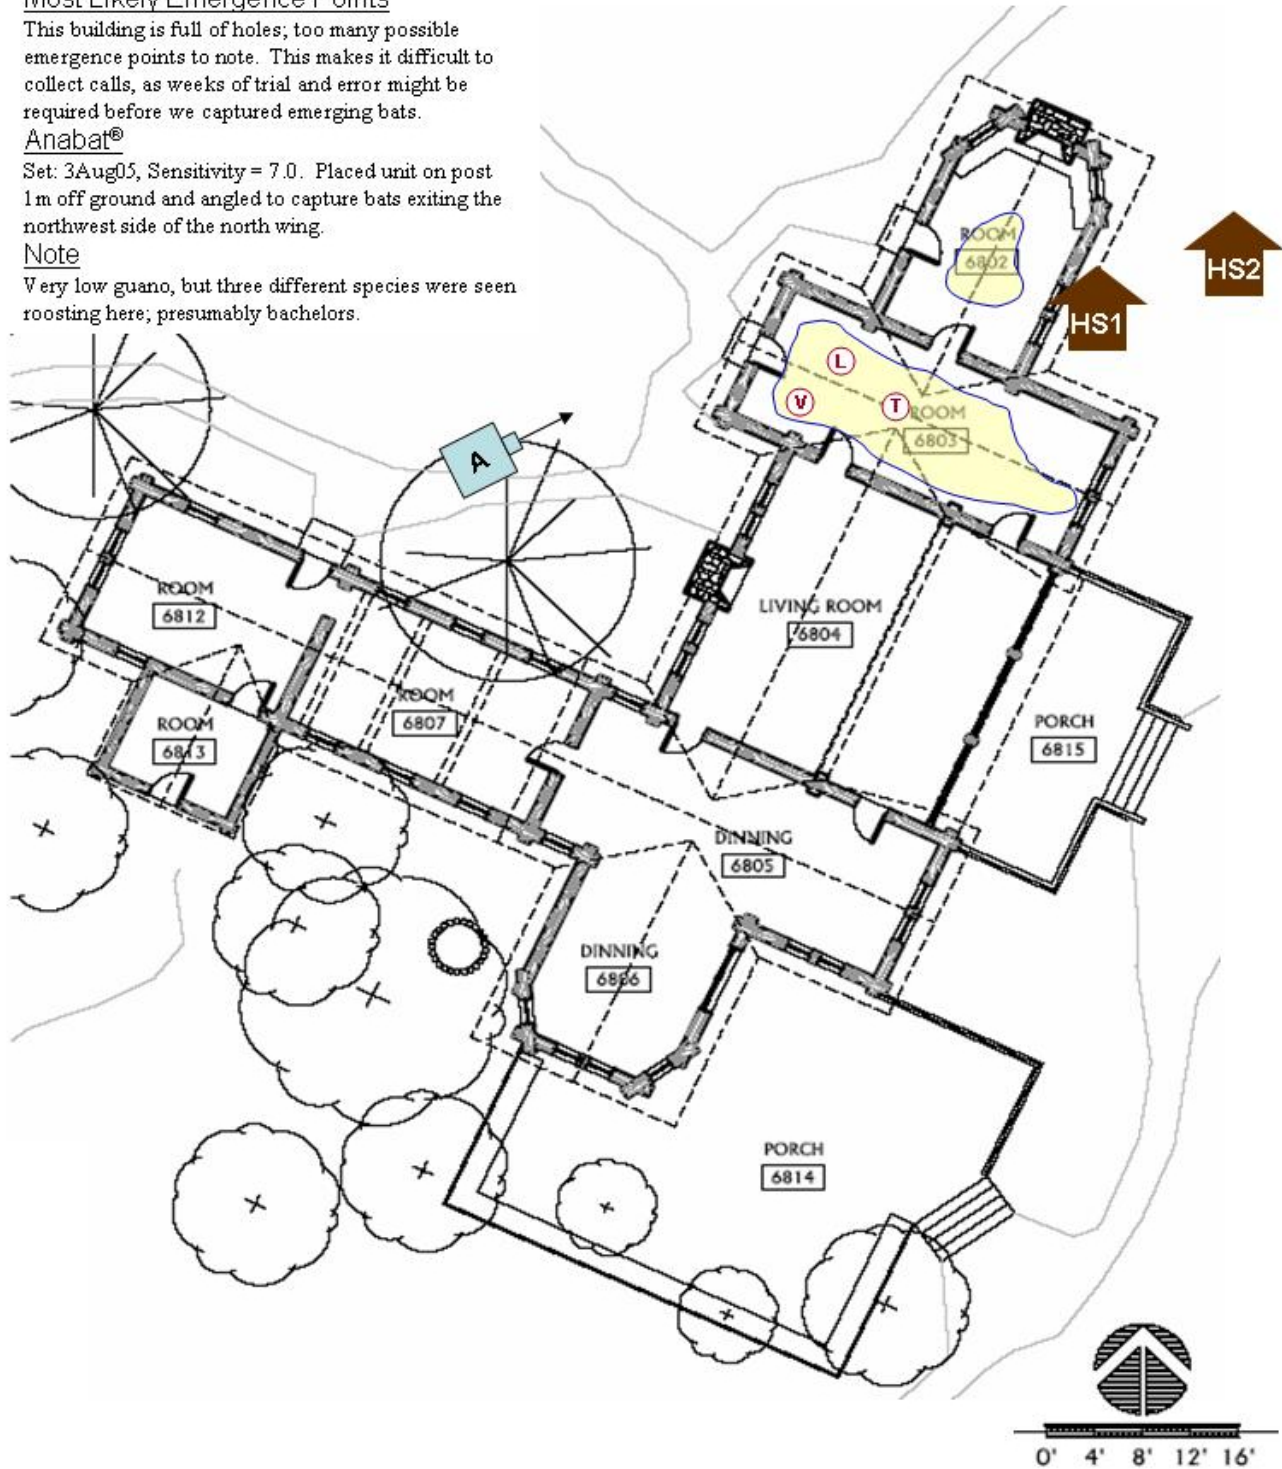 Most Likely Emergence Points
This building is full of holes; too many possible
emergence points to note. This makes it difficult to
collect calls, as weeks of trial and error might be
required before we captured emerging bats.
Anabat®
Set: 3Aug05, Sensitivity = 7.0. Placed unit on post
1m off ground and angled to capture bats exiting the
northwest side of the north wing.
Note
Very low guano, but three different species were seen
roosting here; presumably bachelors.
ROOM
6802
HS2
HS1
L
V
T
ROOM
6803
A
ROOM
6812
LIVING ROOM
6804
ROOM
6807
ROOM
6813
PORCH
6815
DINNING
6805
DINNING
6806
PORCH
6814
0' 4' 8' 12' 16'